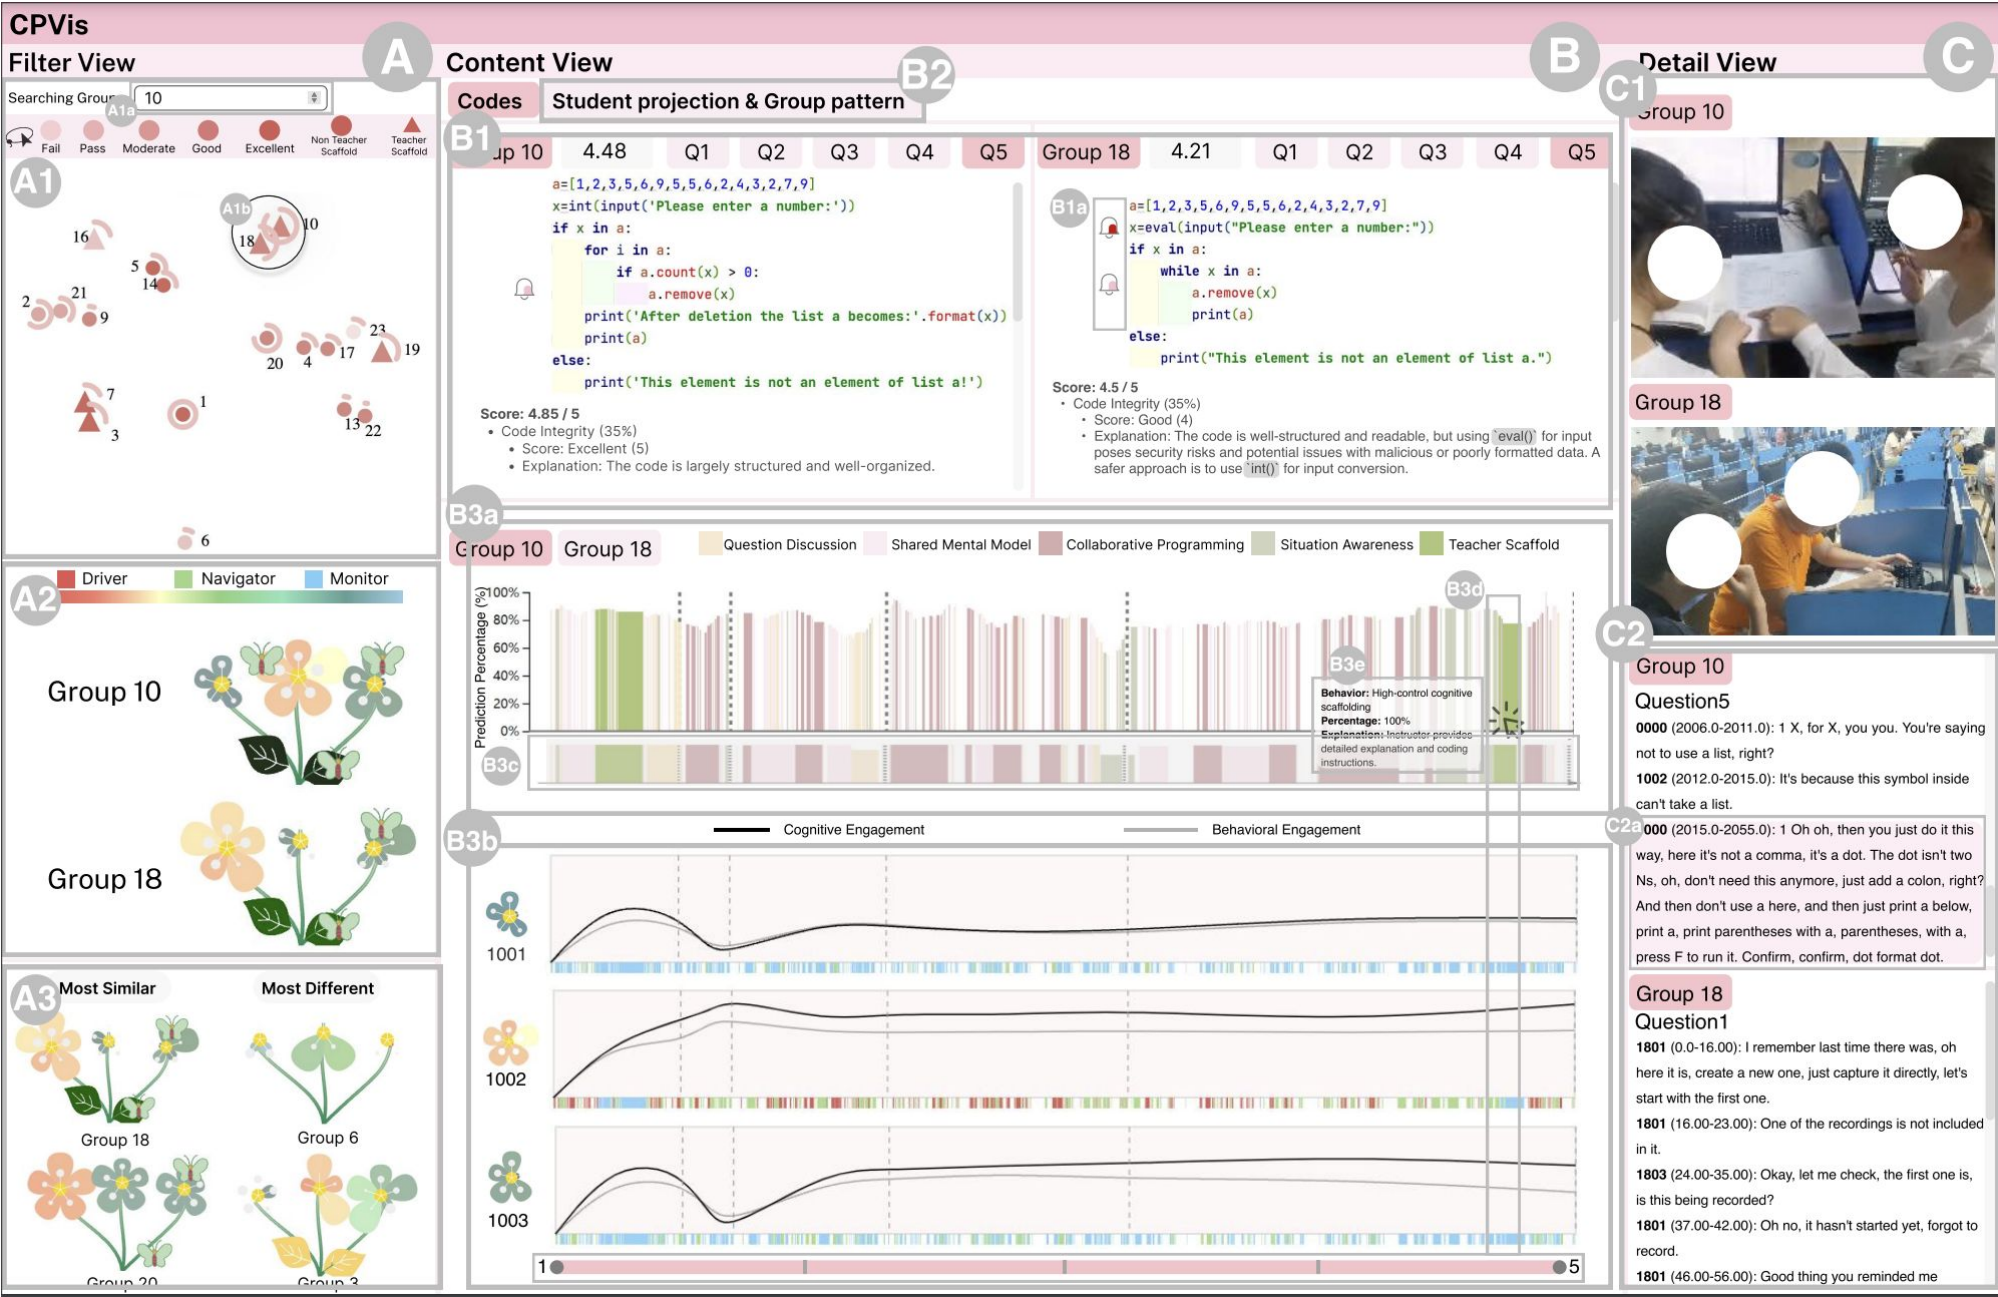 CPVis
Filter View
A
Searching Grou
10
A1a
Fail
Pass
Moderate
Good
Excellent
Non Teacher
Scaffold
Teacher
Scaffold
A1
A1b
10
18
16
5
14
2
21
9
23
20
4
17
19
7
3
1
13
22
6
A2
Driver
Navigator
Monitor
Group 10
Group 18
A3
Most Similar
Most Different
Group 18
Group 6
Group 20
Group 3
Content View
B
Codes
Student projection & Group pattern
B2
B1
up 10
4.48
Q1
Q2
Q3
Q4
Q5
a=[1,2,3,5,6,9,5,5,6,2,4,3,2,7,9]
x=int(input('Please enter a number:'))
if x in a:
for i in a:
if a.count(x) > 0:
a.remove(x)
print('After deletion the list a becomes:'.format(x))
print(a)
else:
print('This element is not an element of list a!')
Score: 4.85 / 5
• Code Integrity (35%)
• Score: Excellent (5)
• Explanation: The code is largely structured and well-organized.
Group 18
4.21
Q1
Q2
Q3
Q4
Q5
B1a
a=[1,2,3,5,6,9,5,5,6,2,4,3,2,7,9]
x=eval(input("Please enter a number:"))
if x in a:
while x in a:
a.remove(x)
print(a)
else:
print("This element is not an element of list a.")
Score: 4.5 / 5
• Code Integrity (35%)
• Score: Good (4)
• Explanation: The code is well-structured and readable, but using `eval()` for input
poses security risks and potential issues with malicious or poorly formatted data. A
safer approach is to use `int()` for input conversion.
B3a
Group 10
Group 18
Question Discussion
Shared Mental Model
Collaborative Programming
Situation Awareness
Teacher Scaffold
Prediction Percentage (%)
100%
80%
60%
40%
20%
0%
B3d
B3e
Behavior: High-control cognitive
scaffolding
Percentage: 100%
Explanation: Instructor provides
detailed explanation and coding
instructions.
B3c
B3b
Cognitive Engagement
Behavioral Engagement
1001
1002
1003
1
5
Detail View
C
C1
Group 10
Group 18
C2
Group 10
Question5
0000 (2006.0-2011.0): 1 X, for X, you you. You're saying
not to use a list, right?
1002 (2012.0-2015.0): It's because this symbol inside
can't take a list.
C2a
000 (2015.0-2055.0): 1 Oh oh, then you just do it this
way, here it's not a comma, it's a dot. The dot isn't two
Ns, oh, don't need this anymore, just add a colon, right?
And then don't use a here, and then just print a below,
print a, print parentheses with a, parentheses, with a,
press F to run it. Confirm, confirm, dot format dot.
Group 18
Question1
1801 (0.0-16.00): I remember last time there was, oh
here it is, create a new one, just capture it directly, let's
start with the first one.
1801 (16.00-23.00): One of the recordings is not included
in it.
1803 (24.00-35.00): Okay, let me check, the first one is,
is this being recorded?
1801 (37.00-42.00): Oh no, it hasn't started yet, forgot to
record.
1801 (46.00-56.00): Good thing you reminded me